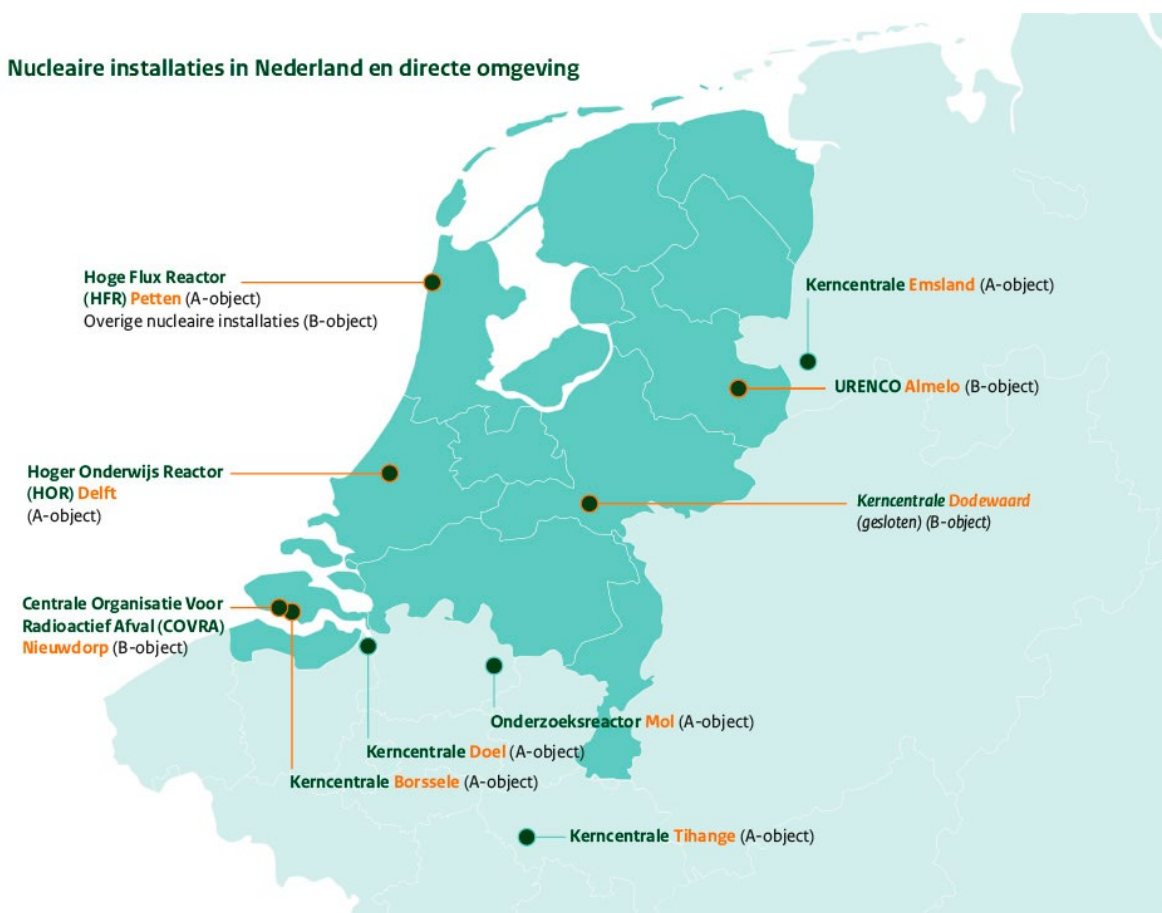 Nucleaire installaties in Nederland en directe omgeving
Hoge Flux Reactor
(HFR) Petten (A-object)
Overige nucleaire installaties (B-object)
Kerncentrale Emsland (A-object)
URENCO Almelo (B-object)
Hoger Onderwijs Reactor
(HOR) Delft
(A-object)
Kerncentrale Dodewaard
(gesloten) (B-object)
Centrale Organisatie Voor
Radioactief Afval (COVRA)
Nieuwdorp (B-object)
Onderzoeksreactor Mol (A-object)
Kerncentrale Doel (A-object)
Kerncentrale Borssele (A-object)
Kerncentrale Tihange (A-object)